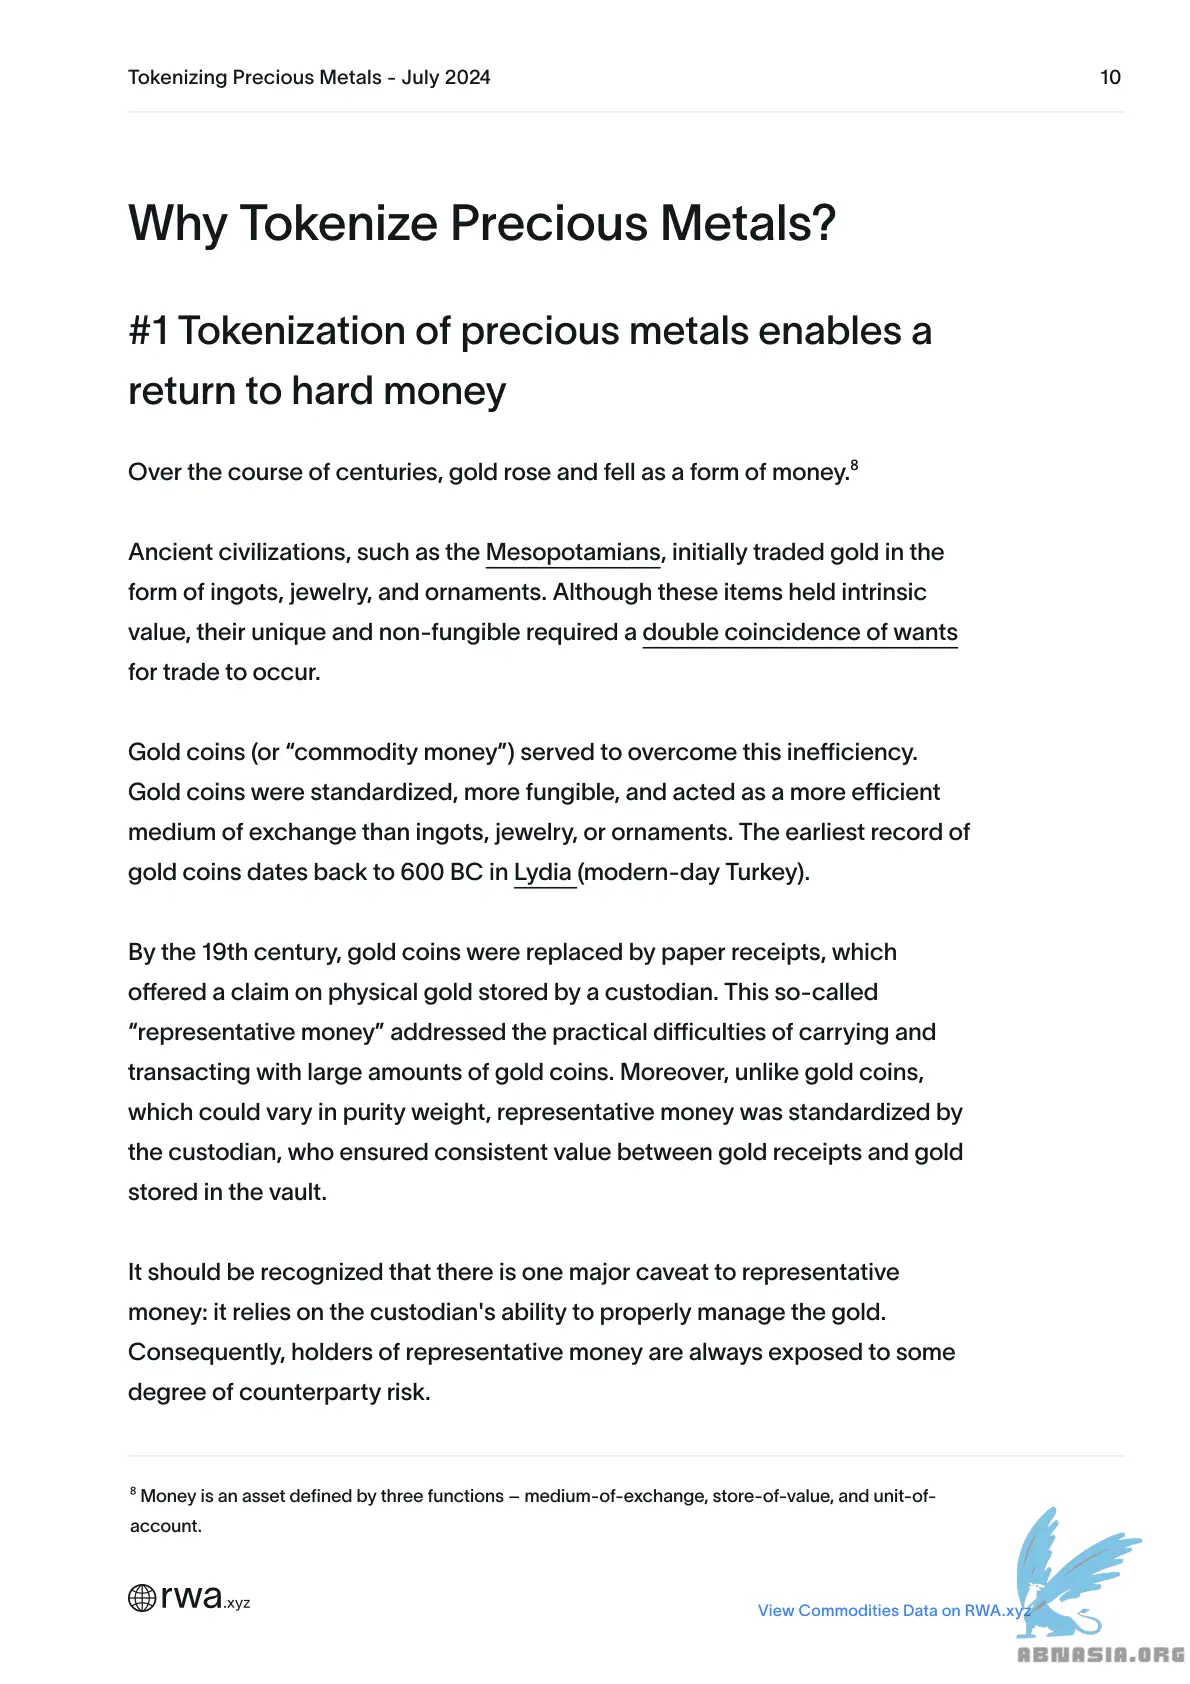 Tokenizing Precious Metals - July 2024
10
Why Tokenize Precious Metals?
#1 Tokenization of precious metals enables a
return to hard money
Over the course of centuries, gold rose and fell as a form of money.⁸
Ancient civilizations, such as the Mesopotamians, initially traded gold in the
form of ingots, jewelry, and ornaments. Although these items held intrinsic
value, their unique and non-fungible required a double coincidence of wants
for trade to occur.
Gold coins (or “commodity money”) served to overcome this inefficiency.
Gold coins were standardized, more fungible, and acted as a more efficient
medium of exchange than ingots, jewelry, or ornaments. The earliest record of
gold coins dates back to 600 BC in Lydia (modern-day Turkey).
By the 19th century, gold coins were replaced by paper receipts, which
offered a claim on physical gold stored by a custodian. This so-called
“representative money” addressed the practical difficulties of carrying and
transacting with large amounts of gold coins. Moreover, unlike gold coins,
which could vary in purity weight, representative money was standardized by
the custodian, who ensured consistent value between gold receipts and gold
stored in the vault.
It should be recognized that there is one major caveat to representative
money: it relies on the custodian's ability to properly manage the gold.
Consequently, holders of representative money are always exposed to some
degree of counterparty risk.
⁸ Money is an asset defined by three functions – medium-of-exchange, store-of-value, and unit-of-
account.
rwa.xyz
View Commodities Data on RWA.xyz
ABNASIA.ORG